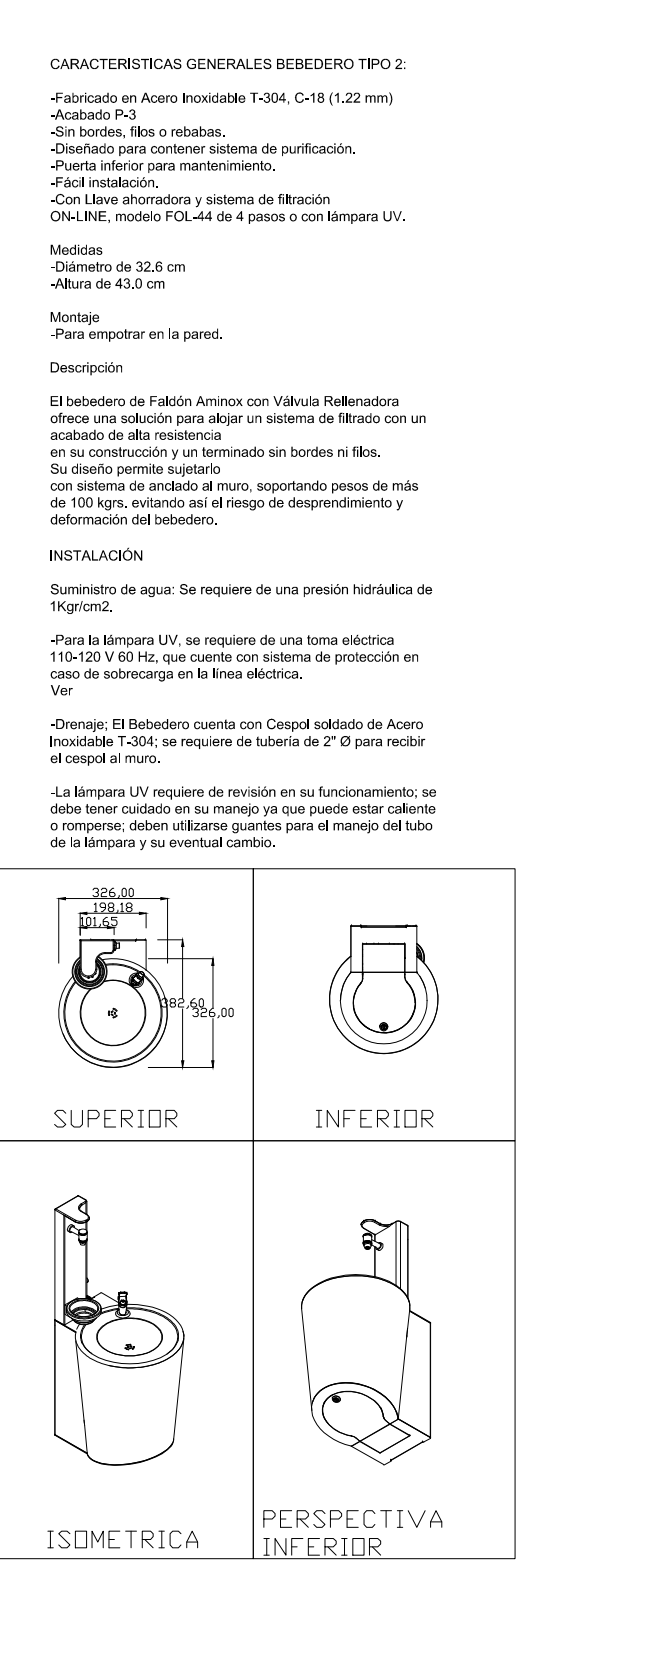 CARACTERISTICAS GENERALES BEBEDERO TIPO 2:
-Fabricado en Acero Inoxidable T-304, C-18 (1.22 mm)
-Acabado P-3
-Sin bordes, filos o rebabas.
-Diseñado para contener sistema de purificación.
-Puerta inferior para mantenimiento.
-Fácil instalación.
-Con Llave ahorradora y sistema de filtración
ON-LINE, modelo FOL-44 de 4 pasos o con lámpara UV.
Medidas
-Diámetro de 32.6 cm
-Altura de 43.0 cm
Montaje
-Para empotrar en la pared.
Descripción
El bebedero de Faldón Aminox con Válvula Rellenadora
ofrece una solución para alojar un sistema de filtrado con un
acabado de alta resistencia
en su construcción y un terminado sin bordes ni filos.
Su diseño permite sujetarlo
con sistema de anclado al muro, soportando pesos de más
de 100 kgrs. evitando así el riesgo de desprendimiento y
deformación del bebedero.
INSTALACIÓN
Suministro de agua: Se requiere de una presión hidráulica de
1Kgr/cm2.
-Para la lámpara UV, se requiere de una toma eléctrica
110-120 V 60 Hz, que cuente con sistema de protección en
caso de sobrecarga en la línea eléctrica.
Ver
-Drenaje; El Bebedero cuenta con Cespol soldado de Acero
Inoxidable T-304; se requiere de tubería de 2" Ø para recibir
el cespol al muro.
-La lámpara UV requiere de revisión en su funcionamiento; se
debe tener cuidado en su manejo ya que puede estar caliente
o romperse; deben utilizarse guantes para el manejo del tubo
de la lámpara y su eventual cambio.
326,00
198,18
101,65
382,60
326,00
SUPERIOR
INFERIOR
ISOMETRICA
PERSPECTIVA
INFERIOR